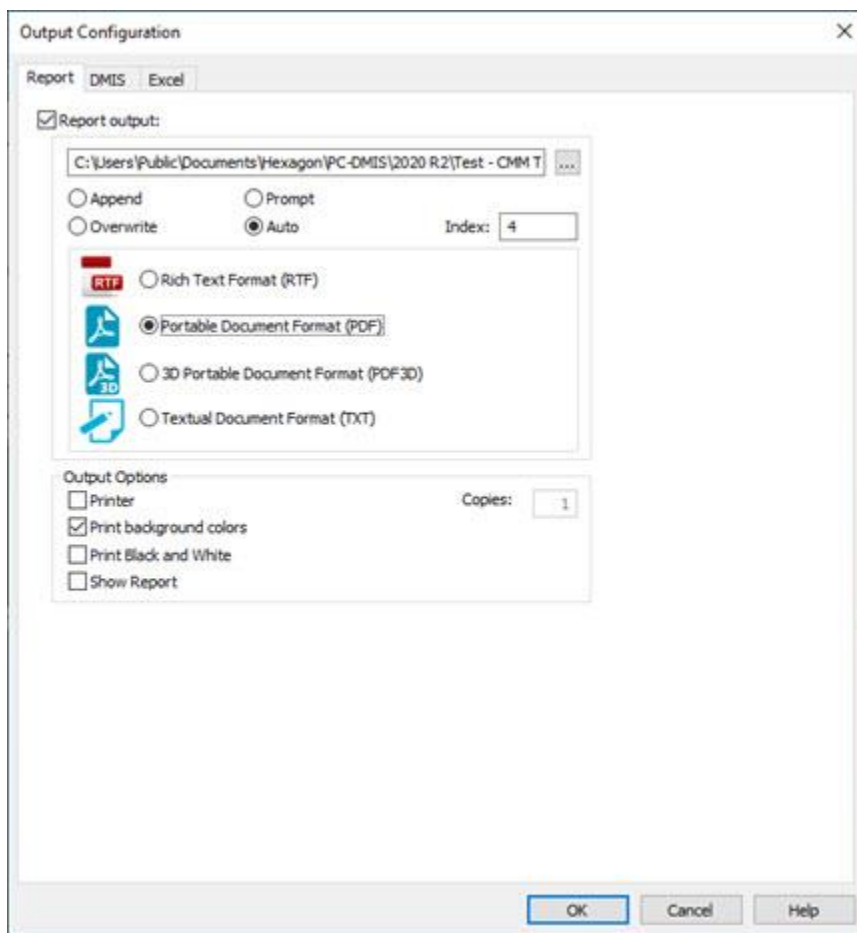 Output Configuration
Report DMIS Excel
Report output:
C:\Users\Public\Documents\Hexagon\PC-DMIS\2020 R2\Test - CMM T ...
Append Prompt
Overwrite Auto Index: 4
RTF Rich Text Format (RTF)
Portable Document Format (PDF)
3D 3D Portable Document Format (PDF3D)
Textual Document Format (TXT)
Output Options
Printer Copies: 1
Print background colors
Print Black and White
Show Report
OK Cancel Help